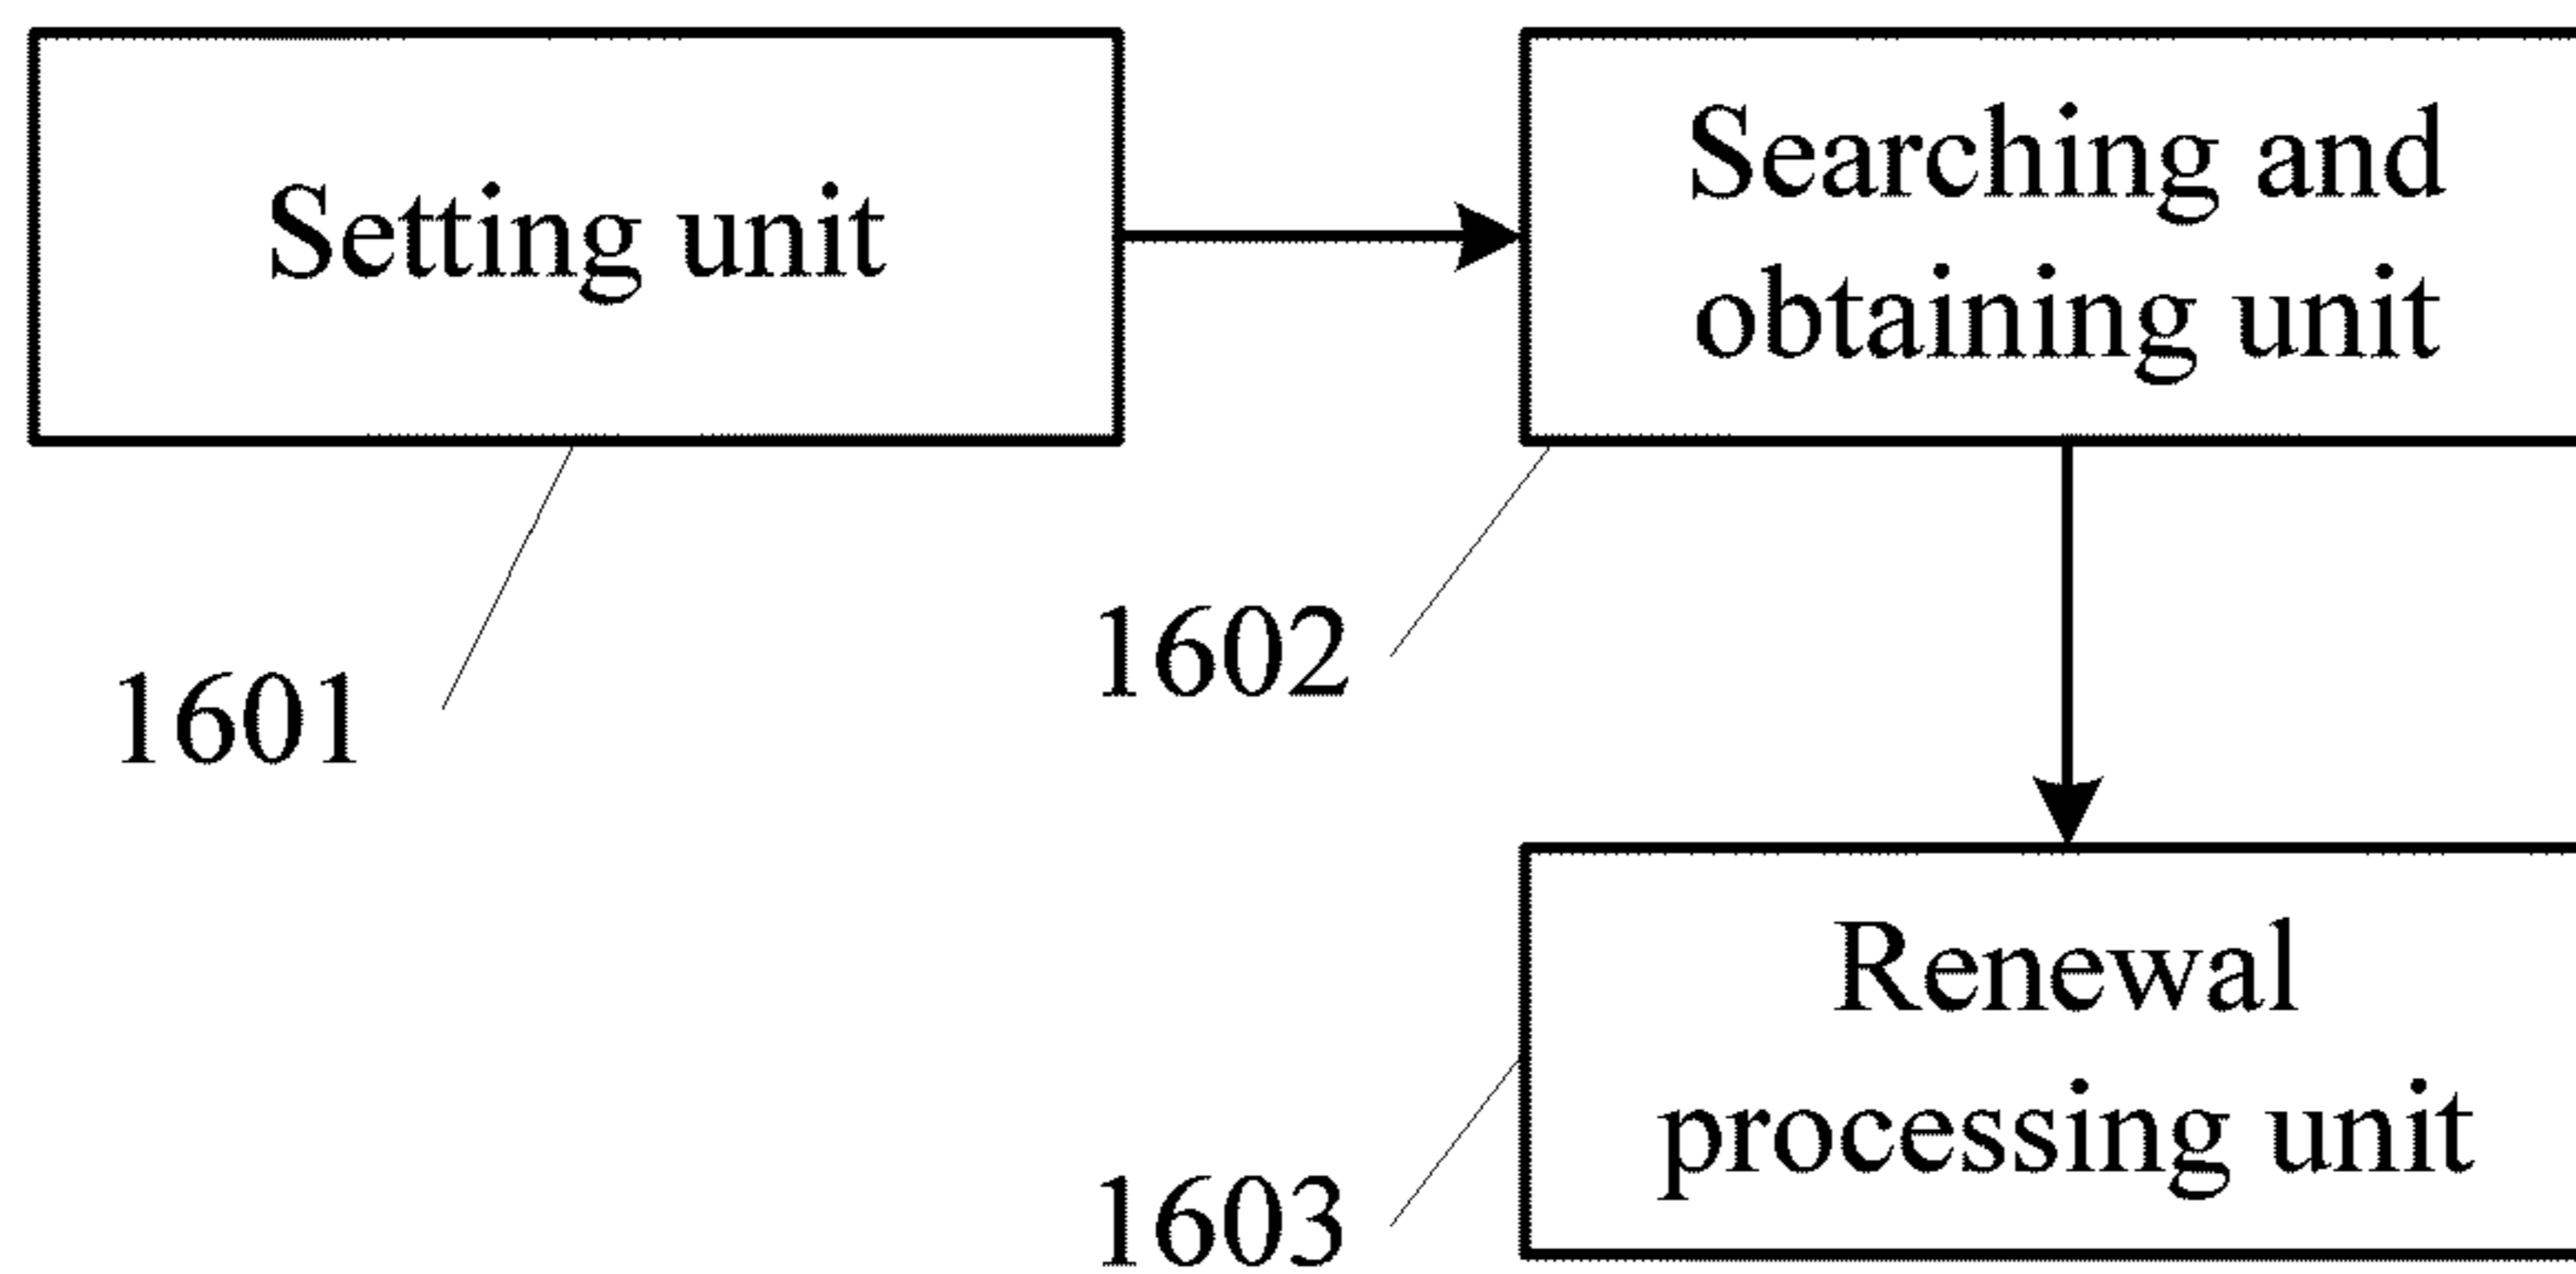 Setting unit
Searching and
obtaining unit
1601
1602
Renewal
processing unit
1603